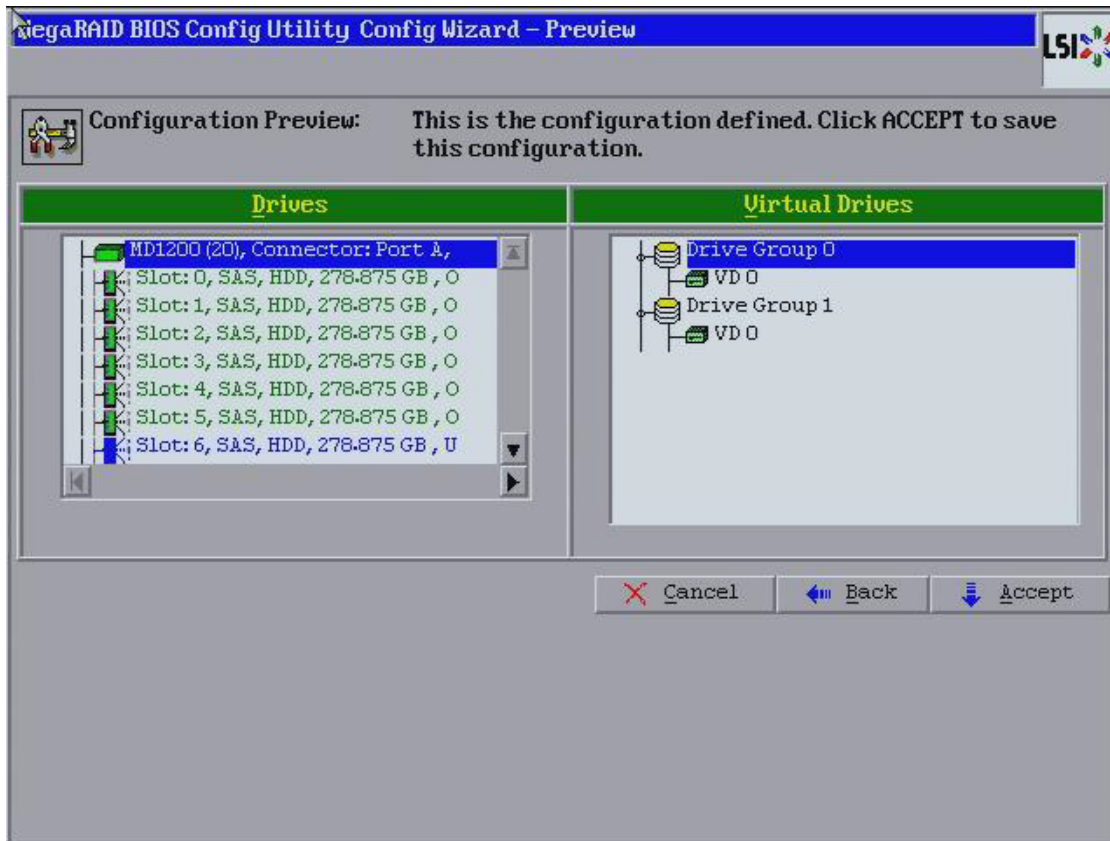 MegaRAID BIOS Config Utility Config Wizard – Preview
LSI
Configuration Preview:
This is the configuration defined. Click ACCEPT to save
this configuration.
Drives
MD1200 (20), Connector: Port A,
Slot: 0, SAS, HDD, 278.875 GB , O
Slot: 1, SAS, HDD, 278.875 GB , O
Slot: 2, SAS, HDD, 278.875 GB , O
Slot: 3, SAS, HDD, 278.875 GB , O
Slot: 4, SAS, HDD, 278.875 GB , O
Slot: 5, SAS, HDD, 278.875 GB , O
Slot: 6, SAS, HDD, 278.875 GB , U
Virtual Drives
Drive Group 0
VD 0
Drive Group 1
VD 0
Cancel
Back
Accept